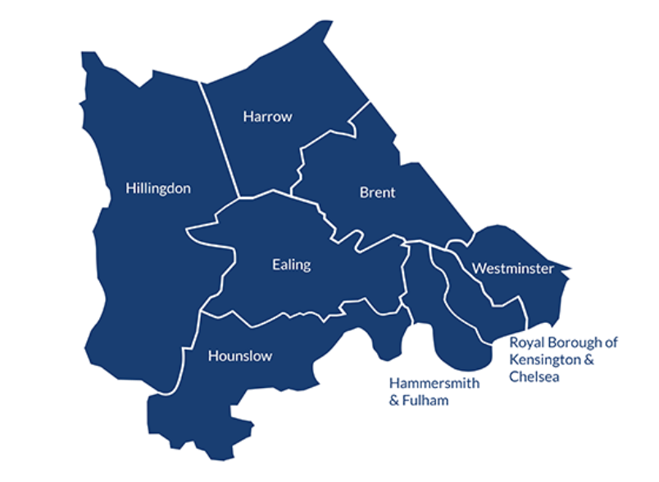 Harrow
Hillingdon
Brent
Ealing
Westminster
Hounslow
Royal Borough of
Kensington &
Chelsea
Hammersmith
& Fulham